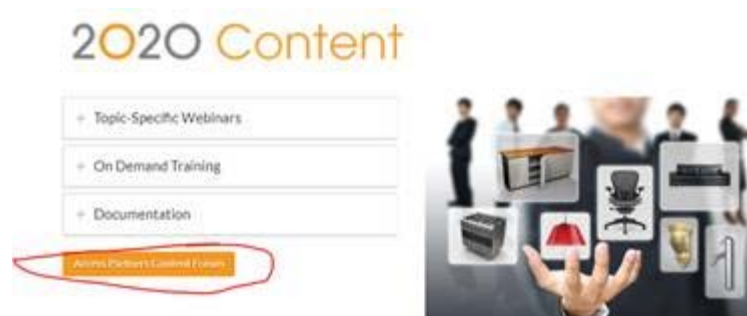 2020 Content
+ Topic-Specific Webinars
+ On Demand Training
+ Documentation
Access Partners Content Forum